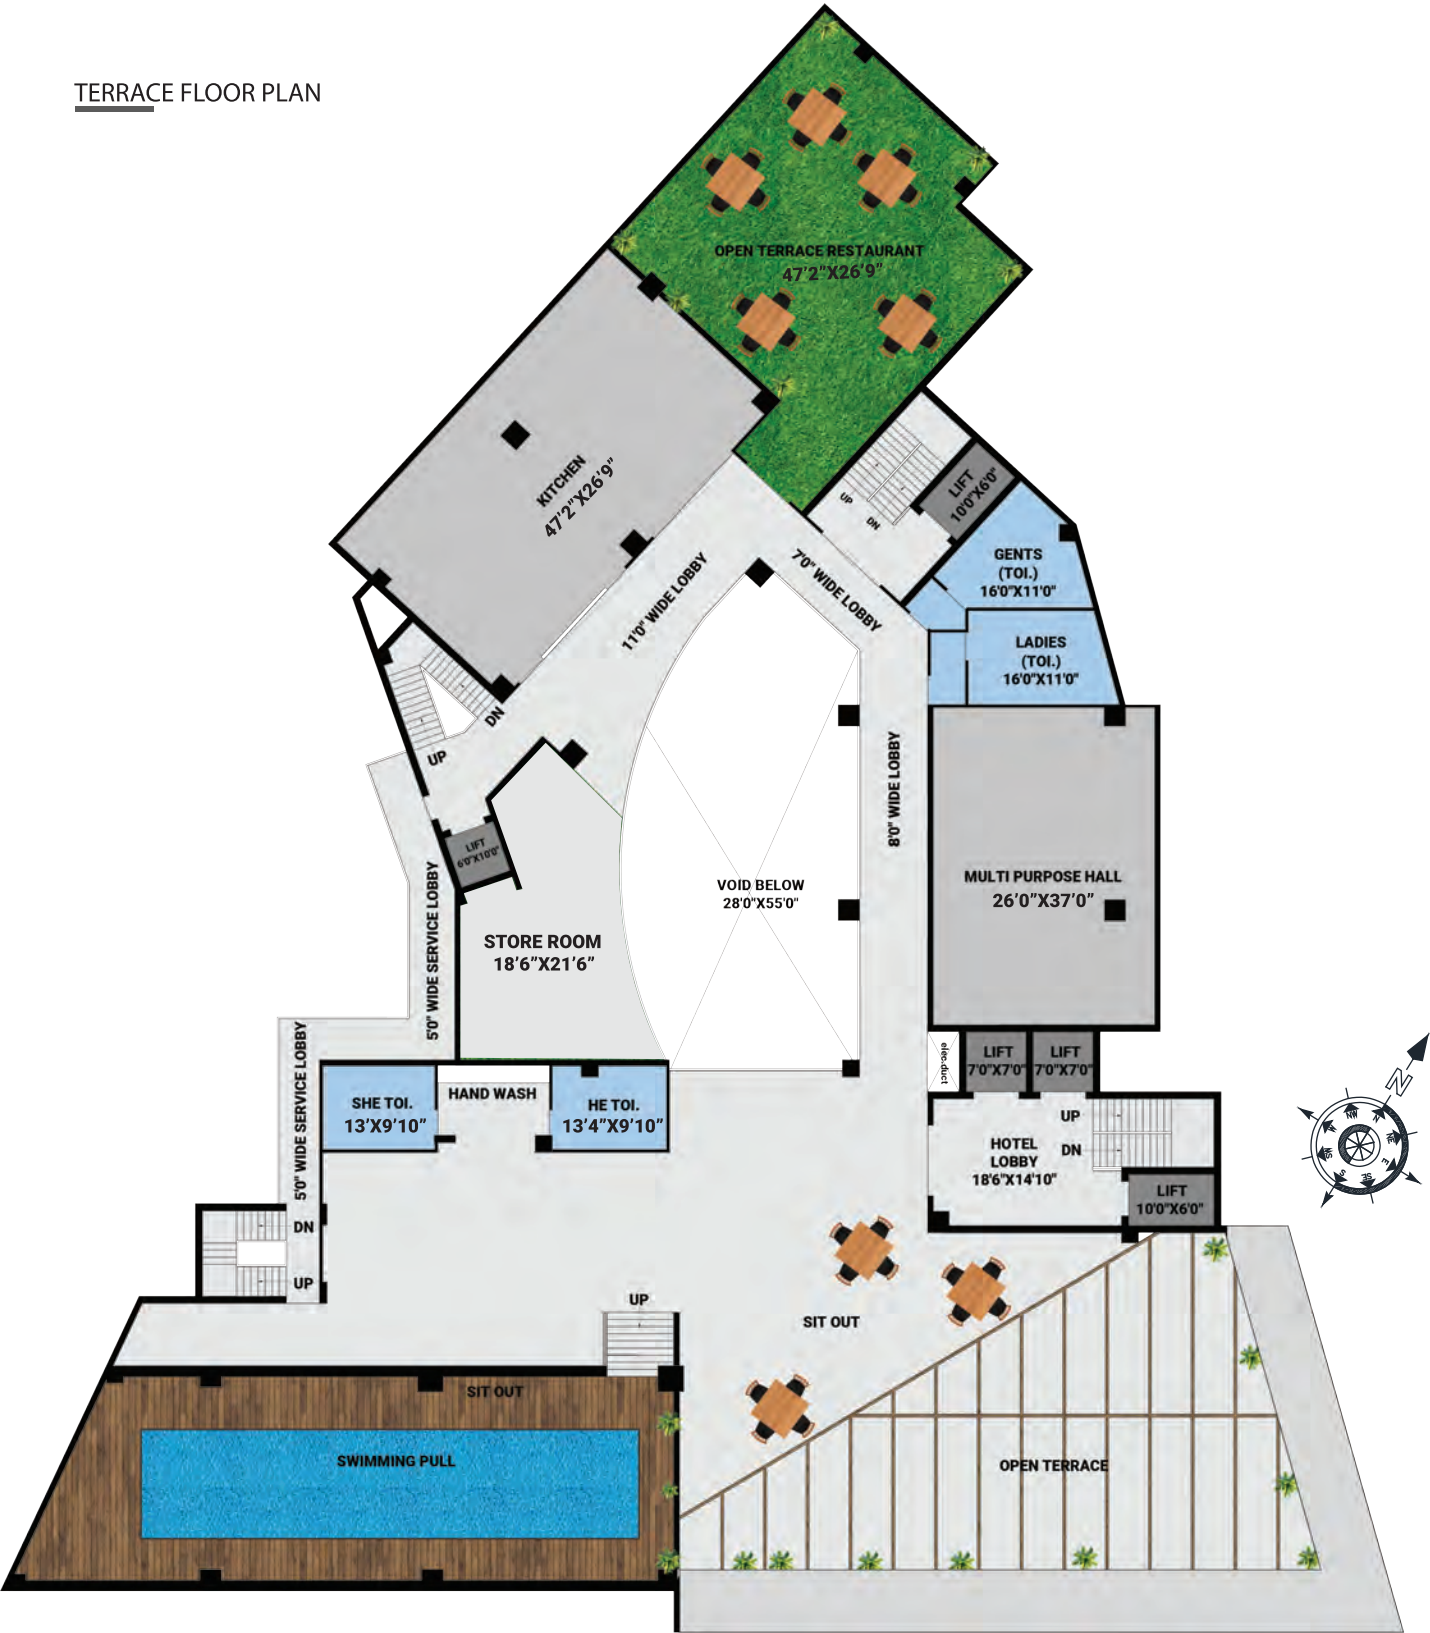 TERRACE FLOOR PLAN
OPEN TERRACE RESTAURANT
47'2"X26'9"
KITCHEN
47'2"X26'9"
LIFT
10'0"X6'0"
UP
DN
GENTS
(TOI.)
16'0"X11'0"
11'0" WIDE LOBBY
7'0" WIDE LOBBY
LADIES
(TOI.)
16'0"X11'0"
DN
UP
8'0" WIDE LOBBY
LIFT
6'0"X10'0"
MULTI PURPOSE HALL
26'0"X37'0"
VOID BELOW
28'0"X55'0"
STORE ROOM
18'6"X21'6"
5'0" WIDE SERVICE LOBBY
5'0" WIDE SERVICE LOBBY
elec.duct
LIFT
7'0"X7'0"
LIFT
7'0"X7'0"
SHE TOI.
13'X9'10"
HAND WASH
HE TOI.
13'4"X9'10"
UP
DN
HOTEL
LOBBY
18'6"X14'10"
LIFT
10'0"X6'0"
N
N
NE
E
SE
S
WS
W
NW
DN
UP
UP
SIT OUT
SIT OUT
SWIMMING PULL
OPEN TERRACE